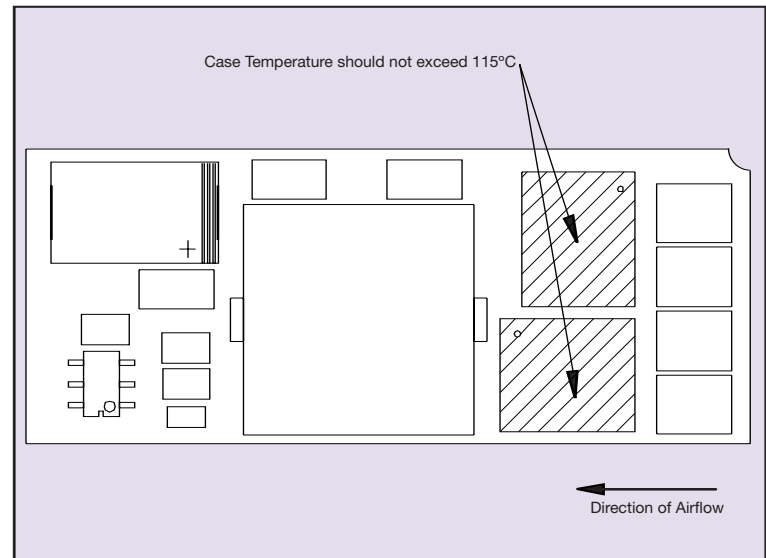 Case Temperature should not exceed 115ºC
+
Direction of Airflow